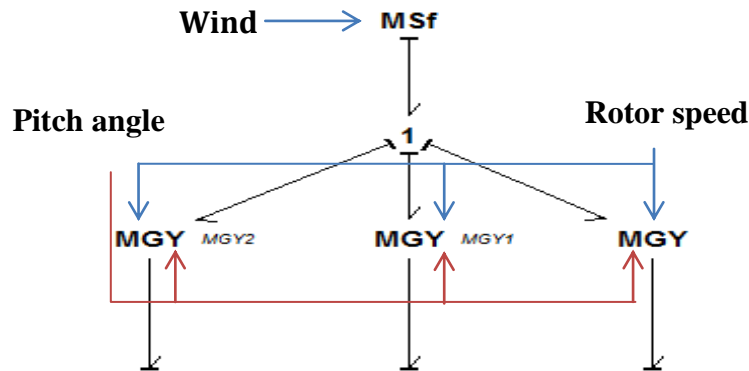 Wind
MSf
Pitch angle
1
Rotor speed
MGY MGY2
MGY MGY1
MGY